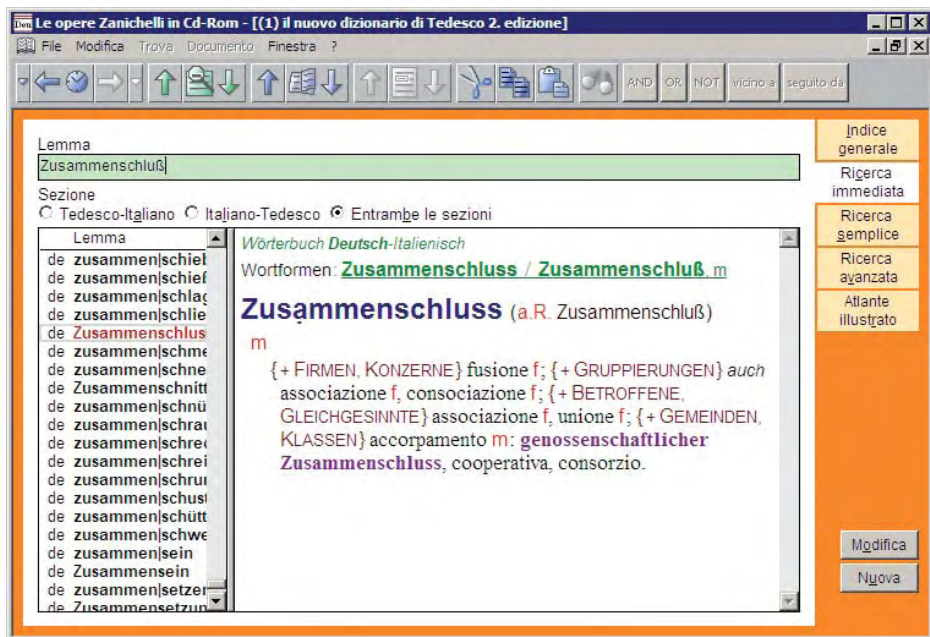 Le opere Zanichelli in Cd-Rom - [(1) il nuovo dizionario di Tedesco 2. edizione]
File Modifica Trova Documento Finestra ?
AND OR NOT vicino a seguito da
Lemma
Zusammenschluß
Sezione
Tedesco-Italiano Italiano-Tedesco Entrambe le sezioni
Lemma
de zusammen|schieb
de zusammen|schieß
de zusammen|schlag
de zusammen|schlie
de Zusammenschlus
de zusammen|schme
de zusammen|schne
de Zusammenschnitt
de zusammen|schnü
de zusammen|schrau
de zusammen|schrec
de zusammen|schrei
de zusammen|schrum
de zusammen|schust
de zusammen|schütt
de zusammen|schwe
de zusammen|sein
de Zusammensein
de zusammen|setzen
de Zusammensetzun
Wörterbuch Deutsch-Italienisch
Wortformen: Zusammenschluss / Zusammenschluß, m
Zusammenschluss (a.R. Zusammenschluß)
m
{+ FIRMEN, KONZERNE} fusione f; {+ GRUPPIERUNGEN} auch
associazione f, consociazione f; {+ BETROFFENE,
GLEICHGESINNTE} associazione f, unione f; {+ GEMEINDEN,
KLASSEN} accorpamento m: genossenschaftlicher
Zusammenschluss, cooperativa, consorzio.
Indice
generale
Ricerca
immediata
Ricerca
semplice
Ricerca
avanzata
Atlante
illustrato
Modifica
Nuova